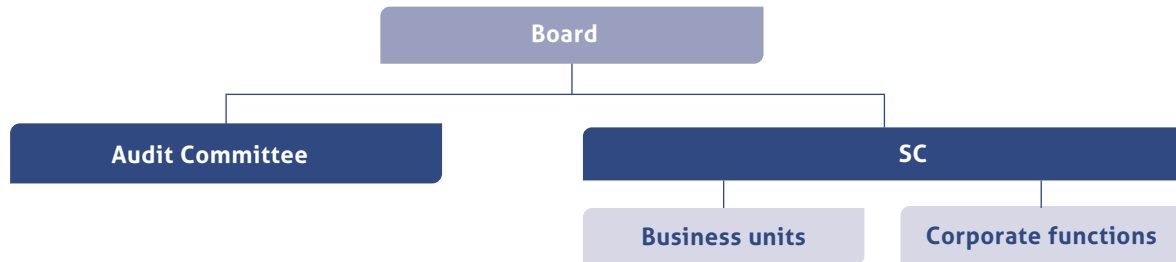 Board
Audit Committee
SC
Business units
Corporate functions